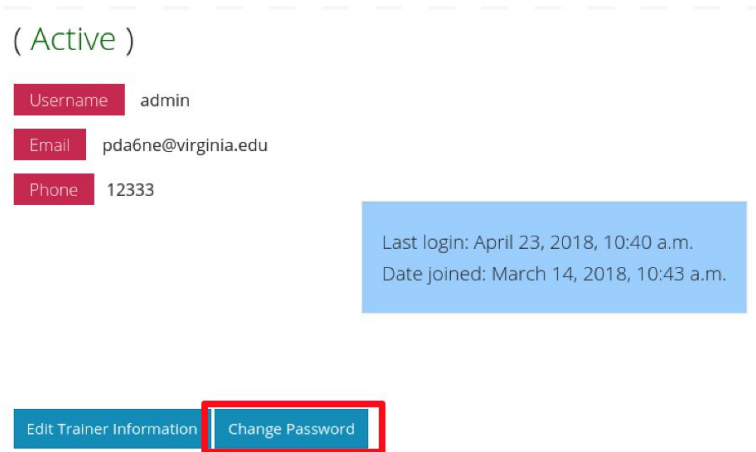 ( Active )
Username admin
Email pda6ne@virginia.edu
Phone 12333
Last login: April 23, 2018, 10:40 a.m.
Date joined: March 14, 2018, 10:43 a.m.
Edit Trainer Information Change Password